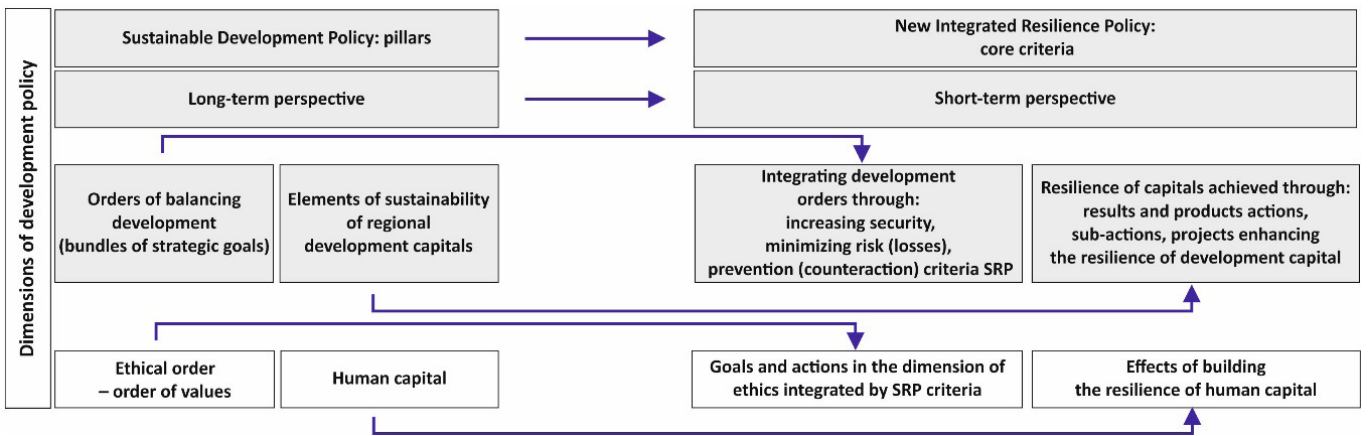 Dimensions of development policy
Sustainable Development Policy: pillars
New Integrated Resilience Policy:
core criteria
Long-term perspective
Short-term perspective
Orders of balancing
development
(bundles of strategic goals)
Elements of sustainability
of regional
development capitals
Integrating development
orders through:
increasing security,
minimizing risk (losses),
prevention (counteraction) criteria SRP
Resilience of capitals achieved through:
results and products actions,
sub-actions, projects enhancing
the resilience of development capital
Ethical order
– order of values
Human capital
Goals and actions in the dimension of
ethics integrated by SRP criteria
Effects of building
the resilience of human capital